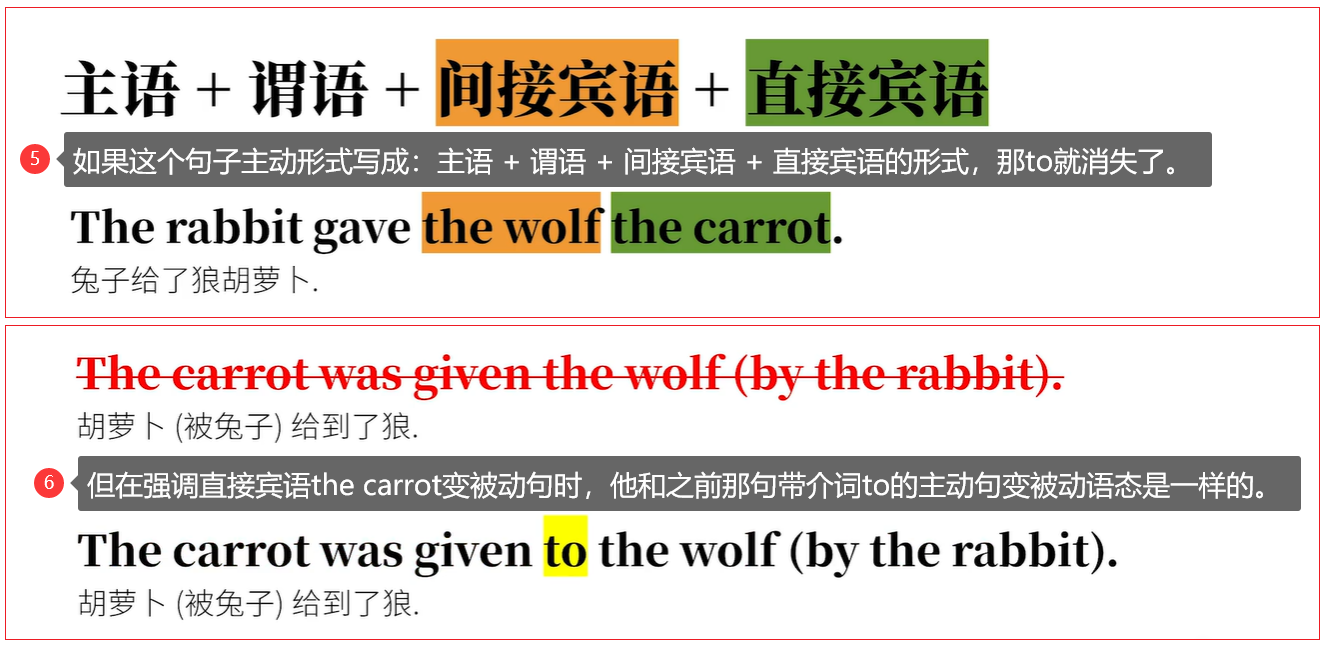 主语 + 谓语 + 间接宾语 + 直接宾语
5 如果这个句子主动形式写成：主语 + 谓语 + 间接宾语 + 直接宾语的形式，那to就消失了。
The rabbit gave the wolf the carrot.
兔子给了狼胡萝卜.
The carrot was given the wolf (by the rabbit).
胡萝卜 (被兔子) 给到了狼.
6 但在强调直接宾语the carrot变被动句时，他和之前那句带介词to的主动句变被动语态是一样的。
The carrot was given to the wolf (by the rabbit).
胡萝卜 (被兔子) 给到了狼.